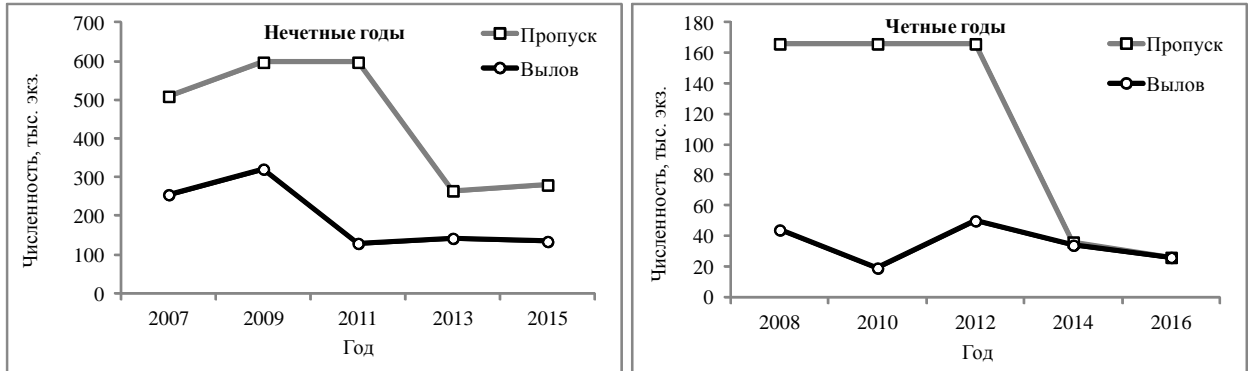 Нечетные годы
Пропуск
Вылов
Численность, тыс. экз.
700
600
500
400
300
200
100
0
2007 2009 2011 2013 2015
Год
Четные годы
Пропуск
Вылов
Численность, тыс. экз.
180
160
140
120
100
80
60
40
20
0
2008 2010 2012 2014 2016
Год